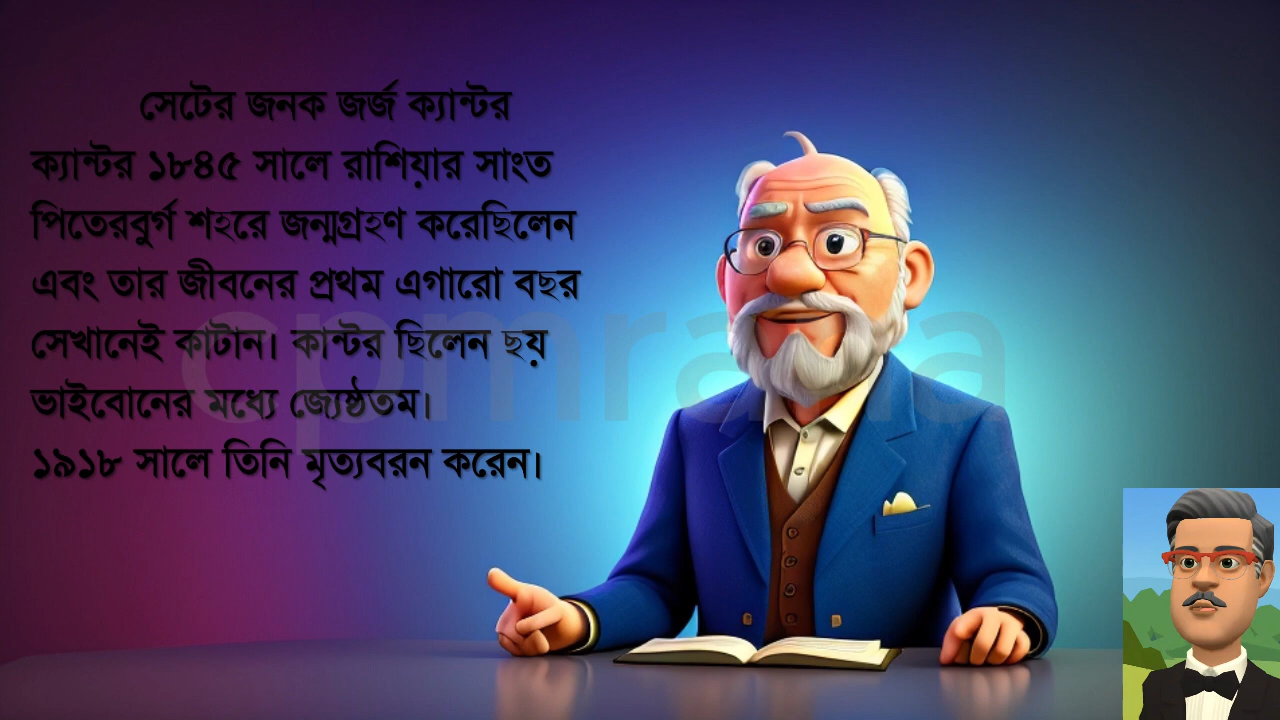 সেটের জনক জর্জ ক্যান্টর
ক্যান্টর ১৮৪৫ সালে রাশিয়ার সাংত
পিতেরবুর্গ শহরে জন্মগ্রহণ করেছিলেন
এবং তার জীবনের প্রথম এগারো বছর
সেখানেই কাটান। কান্টর ছিলেন ছয়
ভাইবোনের মধ্যে জ্যেষ্ঠতম।
১৯১৮ সালে তিনি মৃত্যবরন করেন।
cpmrana